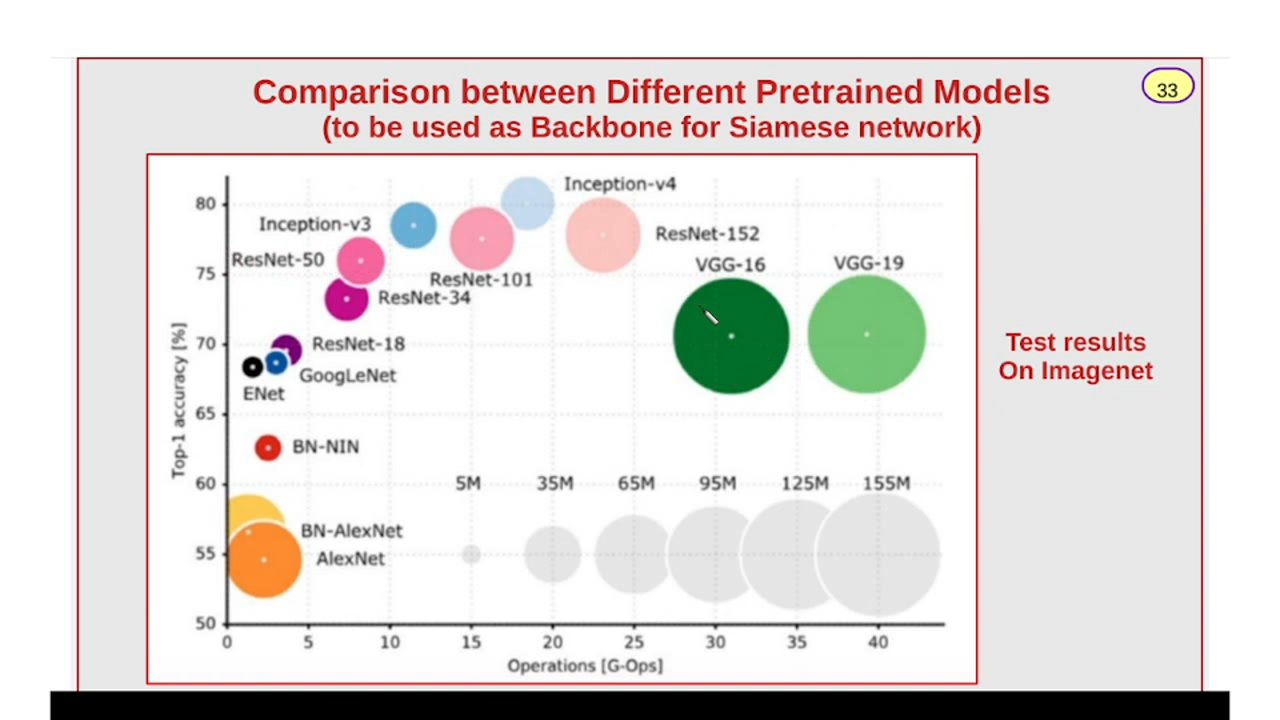 Comparison between Different Pretrained Models
(to be used as Backbone for Siamese network)
33
Inception-v4
80
Inception-v3
ResNet-152
ResNet-50
VGG-16
VGG-19
75
ResNet-101
ResNet-34
70
ResNet-18
GoogLeNet
ENet
65
BN-NIN
60
5M 35M 65M 95M 125M 155M
BN-AlexNet
55
AlexNet
50
0 5 10 15 20 25 30 35 40
Operations [G-Ops]
Top-1 accuracy [%]
Test results
On Imagenet